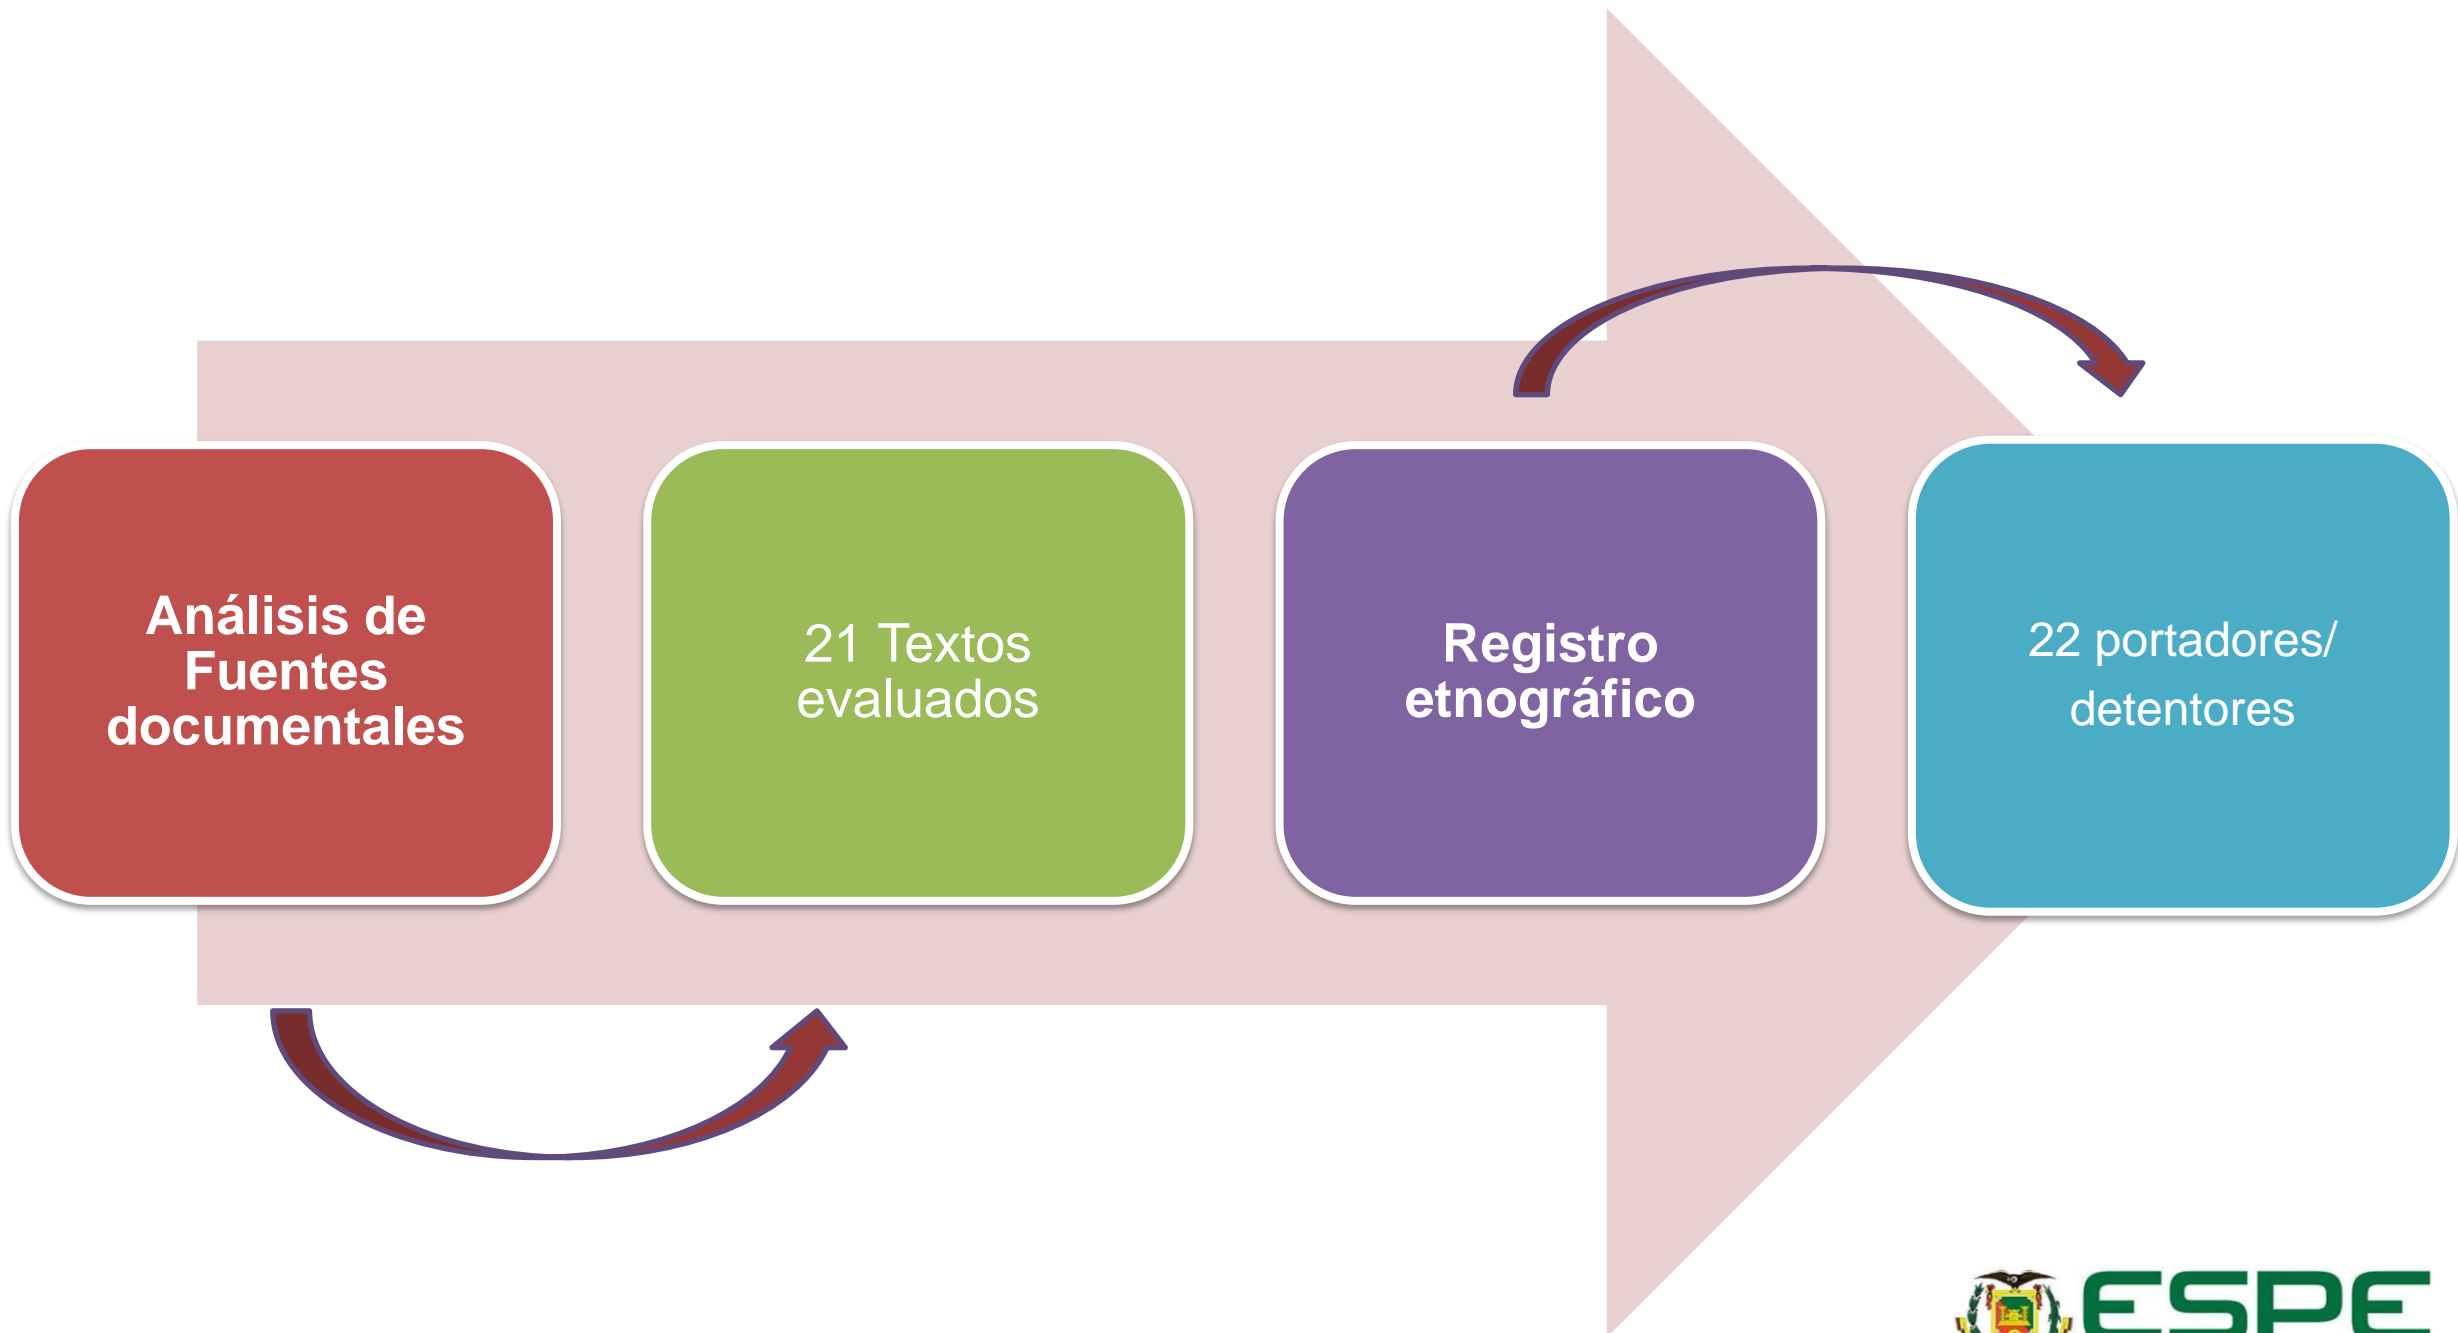 Análisis de
Fuentes
documentales
21 Textos
evaluados
Registro
etnográfico
22 portadores/
detentores
ESPE